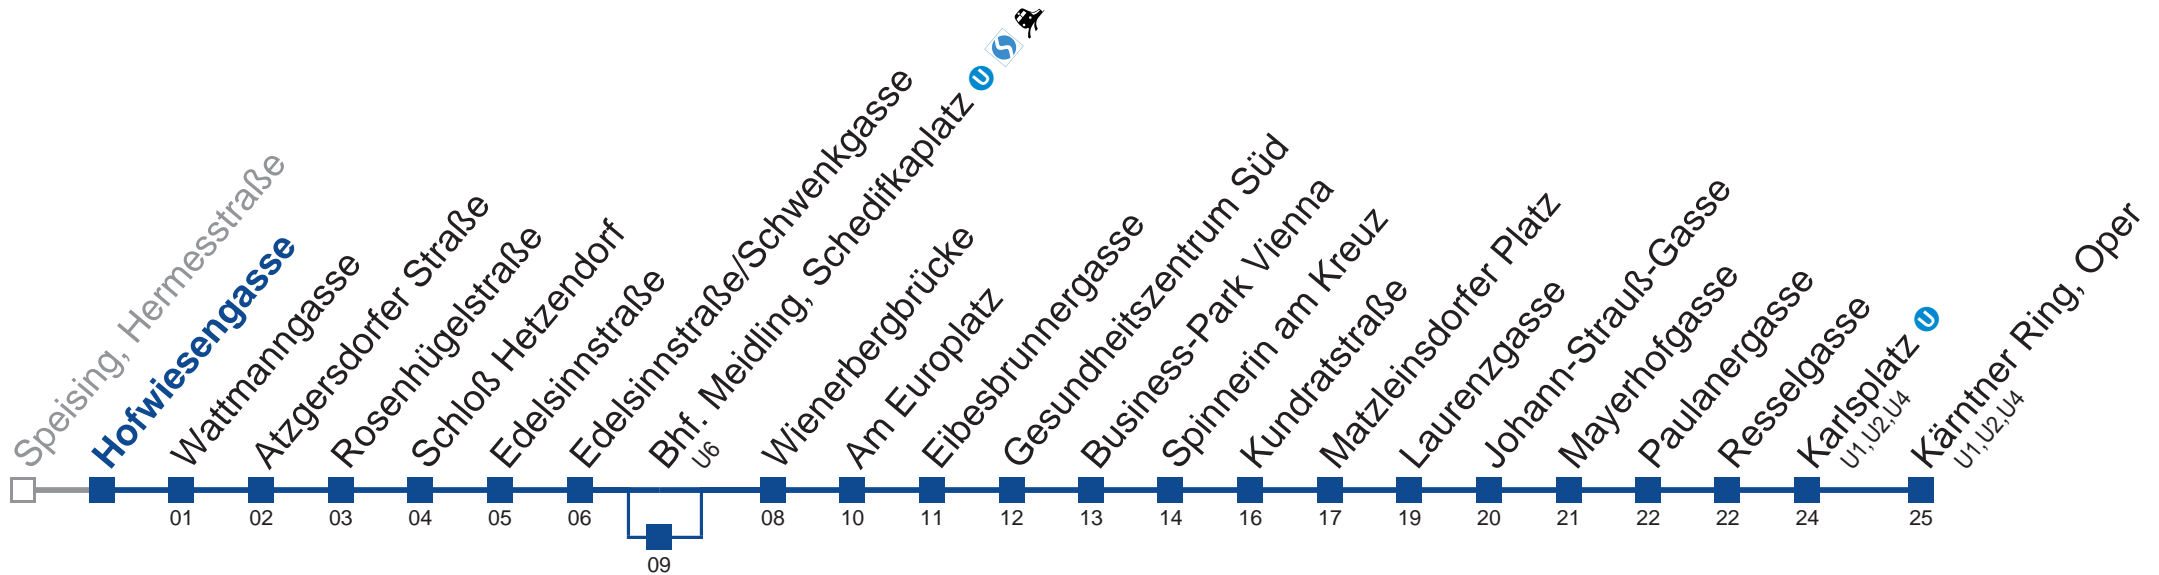 Speising, Hermesstraße
Hofwiesengasse
Wattmanngasse
Atzgersdorfer Straße
Rosenhügelstraße
Schloß Hetzendorf
Edelsinnstraße
Edelsinnstraße/Schwenkgasse
Bhf. Meidling, Schedifkaplatz U S
U6
Wienerbergbrücke
Am Europlatz
Eibesbrunnergasse
Gesundheitszentrum Süd
Business-Park Vienna
Spinnerin am Kreuz
Kundratstraße
Matzleinsdorfer Platz
Laurenzgasse
Johann-Strauß-Gasse
Mayerhofgasse
Paulanergasse
Resselgasse
Karlsplatz U
U1,U2,U4
Kärntner Ring, Oper
U1,U2,U4
01 02 03 04 05 06 08 10 11 12 13 14 16 17 19 20 21 22 22 24 25
09